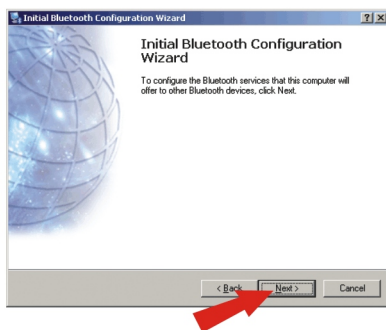 Initial Bluetooth Configuration Wizard
Initial Bluetooth Configuration
Wizard
To configure the Bluetooth services that this computer will
offer to other Bluetooth devices, click Next.
< Back Next > Cancel